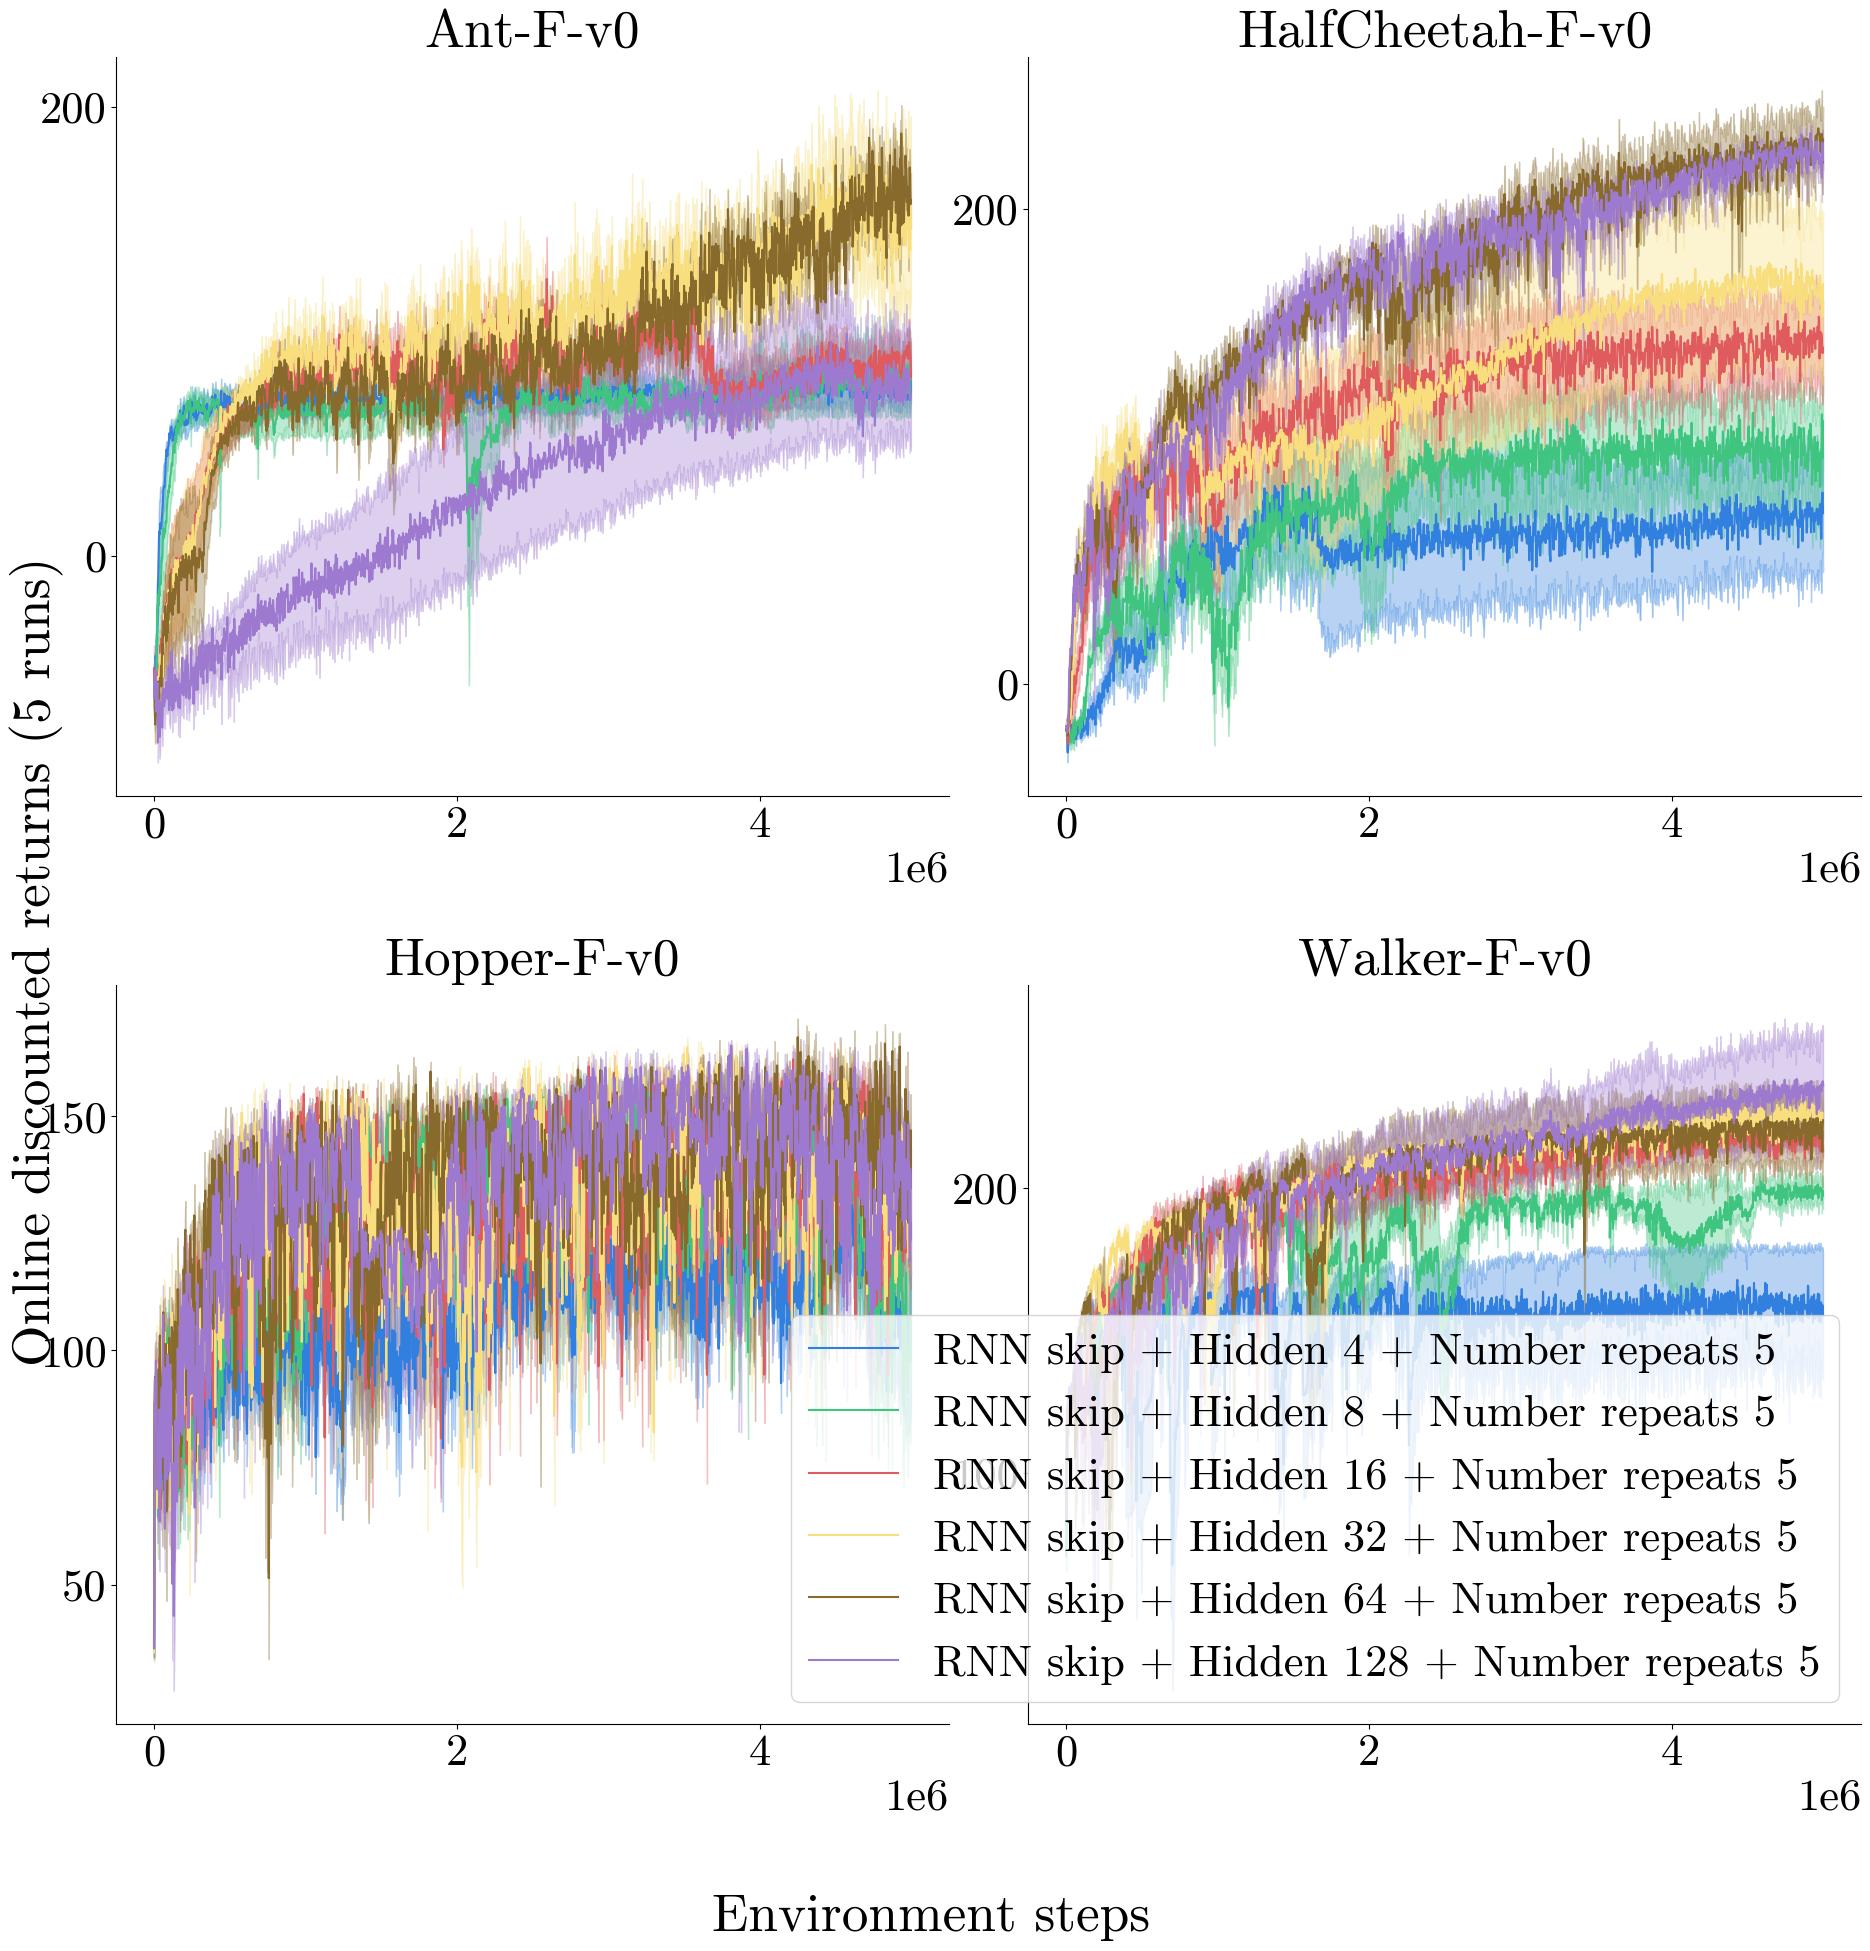 Ant-F-v0
HalfCheetah-F-v0
200
0
0
2
4
1e6
200
0
0
2
4
1e6
Online discounted returns (5 runs)
Hopper-F-v0
Walker-F-v0
150
100
50
0
2
4
1e6
200
100
0
2
4
1e6
RNN skip + Hidden 4 + Number repeats 5
RNN skip + Hidden 8 + Number repeats 5
RNN skip + Hidden 16 + Number repeats 5
RNN skip + Hidden 32 + Number repeats 5
RNN skip + Hidden 64 + Number repeats 5
RNN skip + Hidden 128 + Number repeats 5
Environment steps